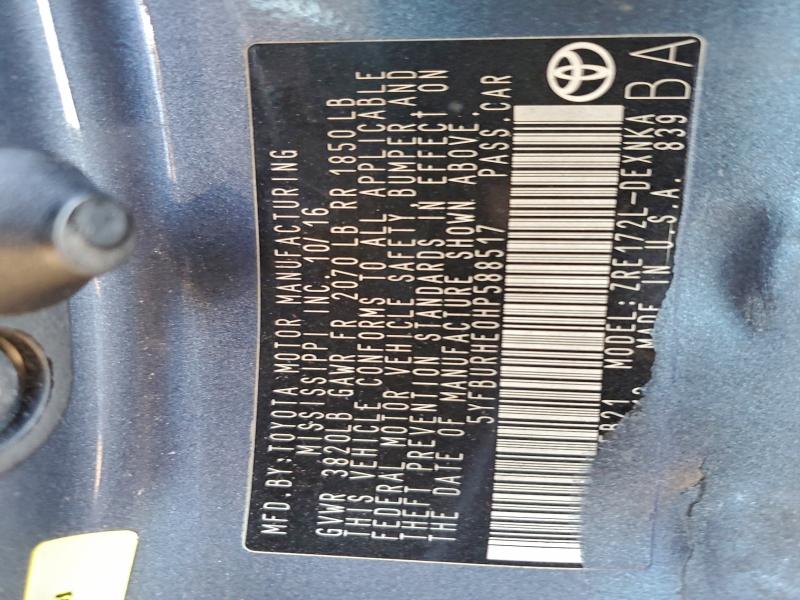 MFD.BY:TOYOTA MOTOR MANUFACTURING
MISSISSIPPI INC. 10/16
GVWR 3820LB GAWR FR 2070LB RR 1850LB
THIS VEHICLE CONFORMS TO ALL APPLICABLE
FEDERAL MOTOR VEHICLE SAFETY, BUMPER AND
THEFT PREVENTION STANDARDS IN EFFECT ON
THE DATE OF MANUFACTURE SHOWN ABOVE.
5YFBURHE0HP588517 PASS.CAR
FB21 MODEL:ZRE172L-DEXNKA
MADE IN U.S.A. 839
BA